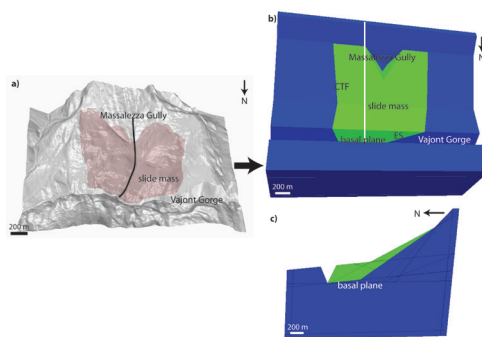 a)
N
Massalezza Gully
slide mass
Vajont Gorge
200 m
b)
Massalezza Gully
N
CTF
slide mass
basal plane
ES
Vajont Gorge
200 m
c)
N
basal plane
200 m